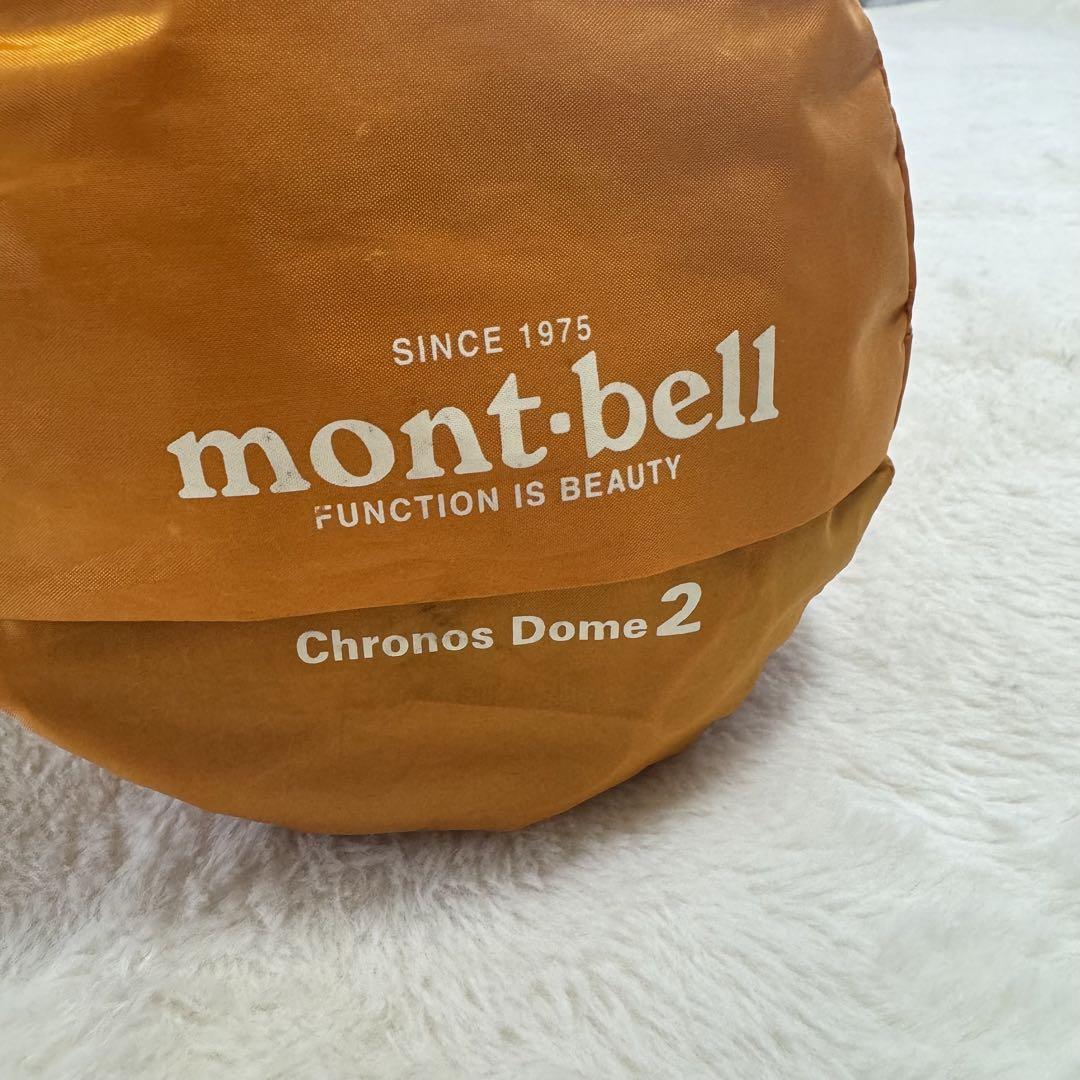 SINCE 1975
mont·bell
FUNCTION IS BEAUTY
Chronos Dome 2